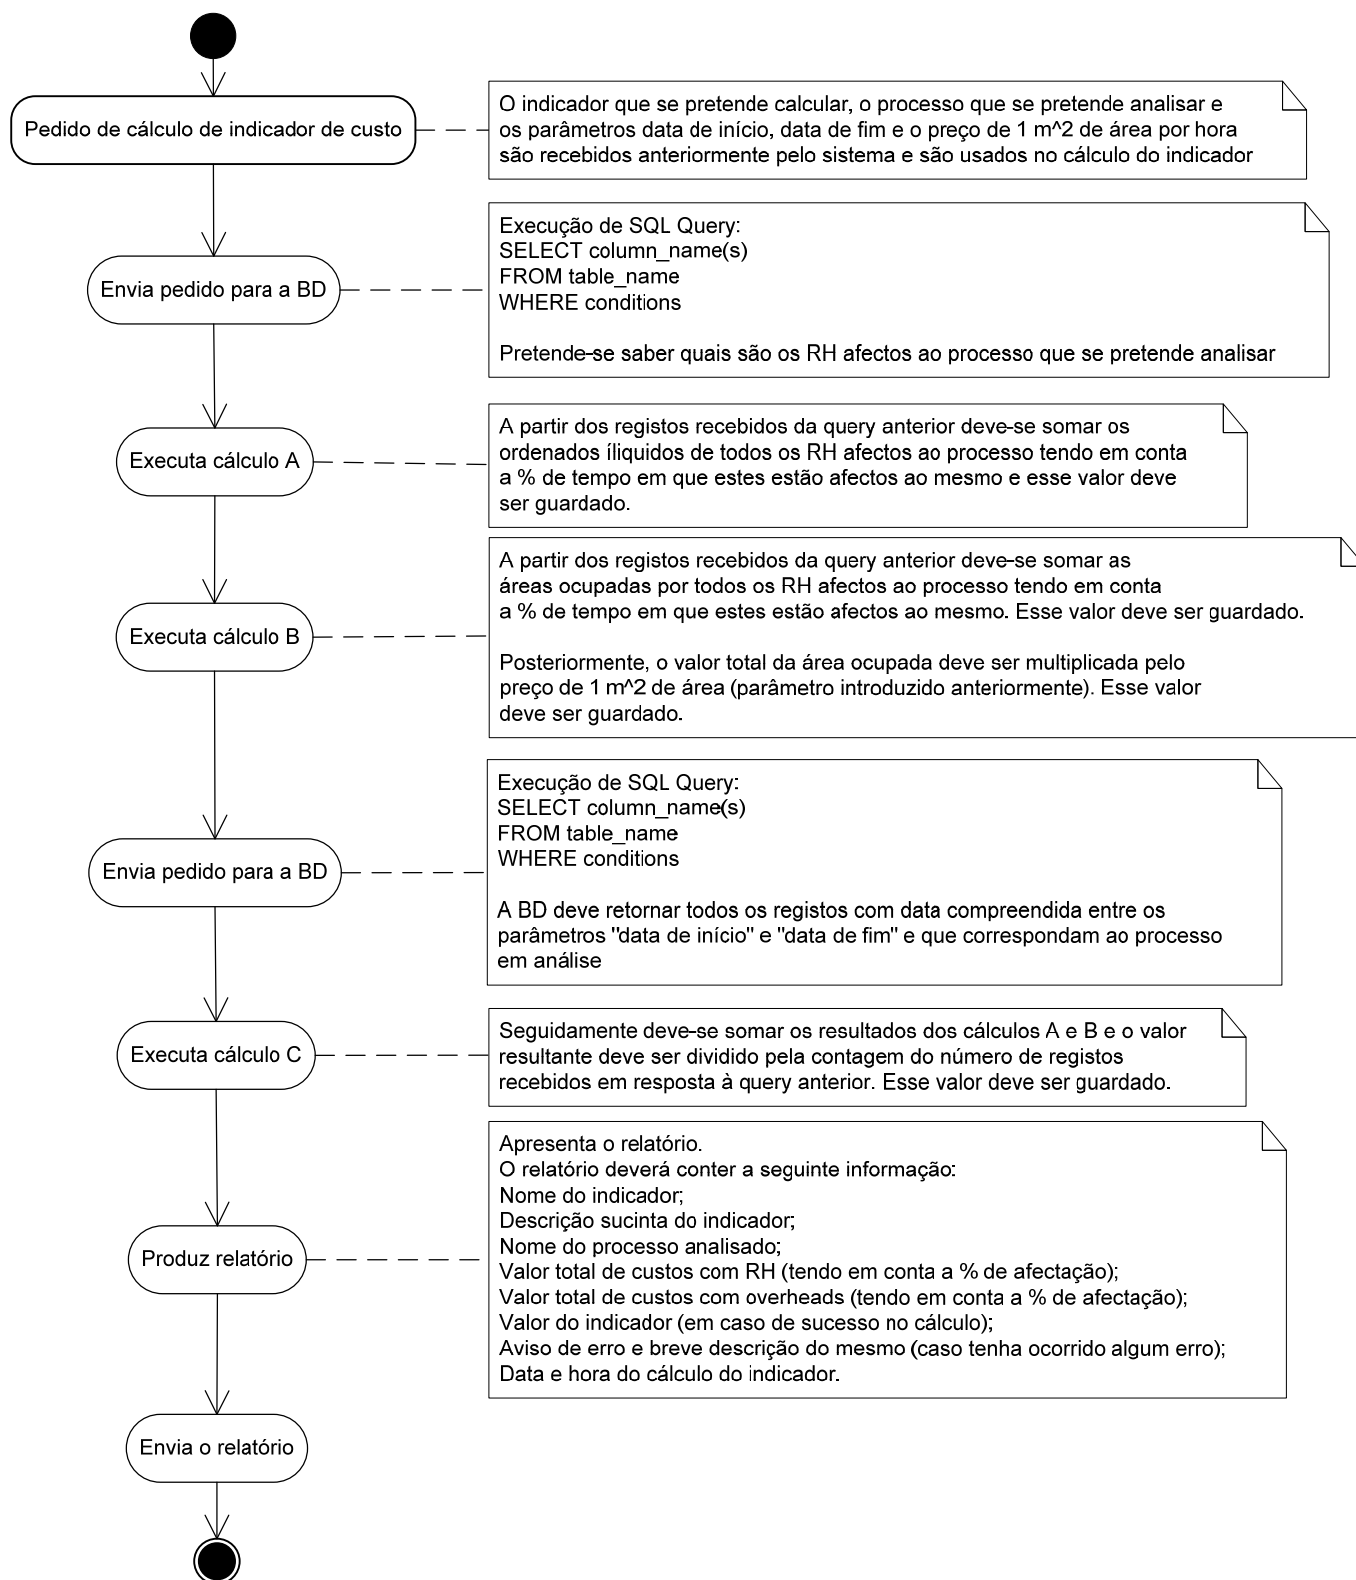 Pedido de cálculo de indicador de custo
O indicador que se pretende calcular, o processo que se pretende analisar e
os parâmetros data de início, data de fim e o preço de 1 m^2 de área por hora
são recebidos anteriormente pelo sistema e são usados no cálculo do indicador
Envia pedido para a BD
Execução de SQL Query:
SELECT column_name(s)
FROM table_name
WHERE conditions
Pretende-se saber quais são os RH afectos ao processo que se pretende analisar
Executa cálculo A
A partir dos registos recebidos da query anterior deve-se somar os
ordenados íliquidos de todos os RH afectos ao processo tendo em conta
a % de tempo em que estes estão afectos ao mesmo e esse valor deve
ser guardado.
Executa cálculo B
A partir dos registos recebidos da query anterior deve-se somar as
áreas ocupadas por todos os RH afectos ao processo tendo em conta
a % de tempo em que estes estão afectos ao mesmo. Esse valor deve ser guardado.
Posteriormente, o valor total da área ocupada deve ser multiplicada pelo
preço de 1 m^2 de área (parâmetro introduzido anteriormente). Esse valor
deve ser guardado.
Envia pedido para a BD
Execução de SQL Query:
SELECT column_name(s)
FROM table_name
WHERE conditions
A BD deve retornar todos os registos com data compreendida entre os
parâmetros "data de início" e "data de fim" e que correspondam ao processo
em análise
Executa cálculo C
Seguidamente deve-se somar os resultados dos cálculos A e B e o valor
resultante deve ser dividido pela contagem do número de registos
recebidos em resposta à query anterior. Esse valor deve ser guardado.
Produz relatório
Apresenta o relatório.
O relatório deverá conter a seguinte informação:
Nome do indicador;
Descrição sucinta do indicador;
Nome do processo analisado;
Valor total de custos com RH (tendo em conta a % de afectação);
Valor total de custos com overheads (tendo em conta a % de afectação);
Valor do indicador (em caso de sucesso no cálculo);
Aviso de erro e breve descrição do mesmo (caso tenha ocorrido algum erro);
Data e hora do cálculo do indicador.
Envia o relatório